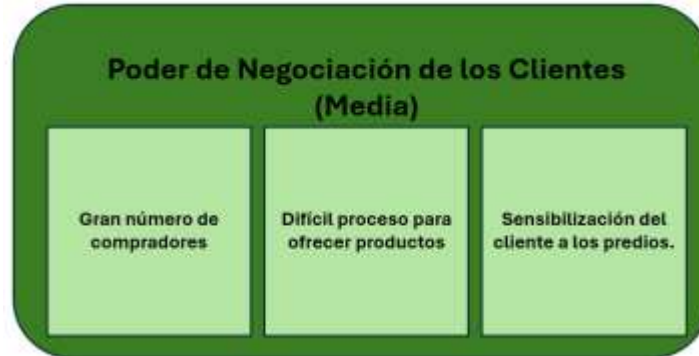 Poder de Negociación de los Clientes
(Media)
Gran número de
compradores
Difícil proceso para
ofrecer productos
Sensibilización del
cliente a los predios.